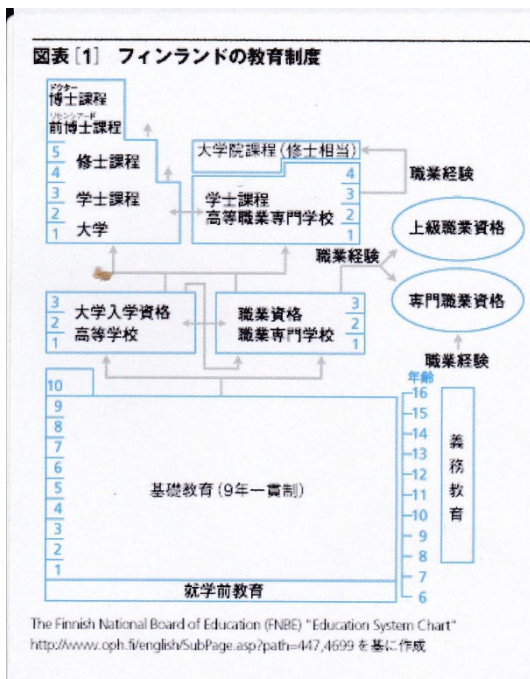 図表[1] フィンランドの教育制度
ドクター
博士課程
リセンシアート
前博士課程
5
4
修士課程
3
2
1
学士課程
大学
大学院課程(修士相当)
4
3
2
1
学士課程
高等職業専門学校
職業経験
上級職業資格
職業経験
専門職業資格
職業経験
3
2
1
大学入学資格
高等学校
職業資格
職業専門学校
3
2
1
10
9
8
7
6
5
4
3
2
1
基礎教育(9年一貫制)
就学前教育
年齢
16
15
14
13
12
11
10
9
8
7
6
義務教育
The Finnish National Board of Education (FNBE) "Education System Chart"
http://www.oph.fi/english/SubPage.asp?path=447,4699 を基に作成